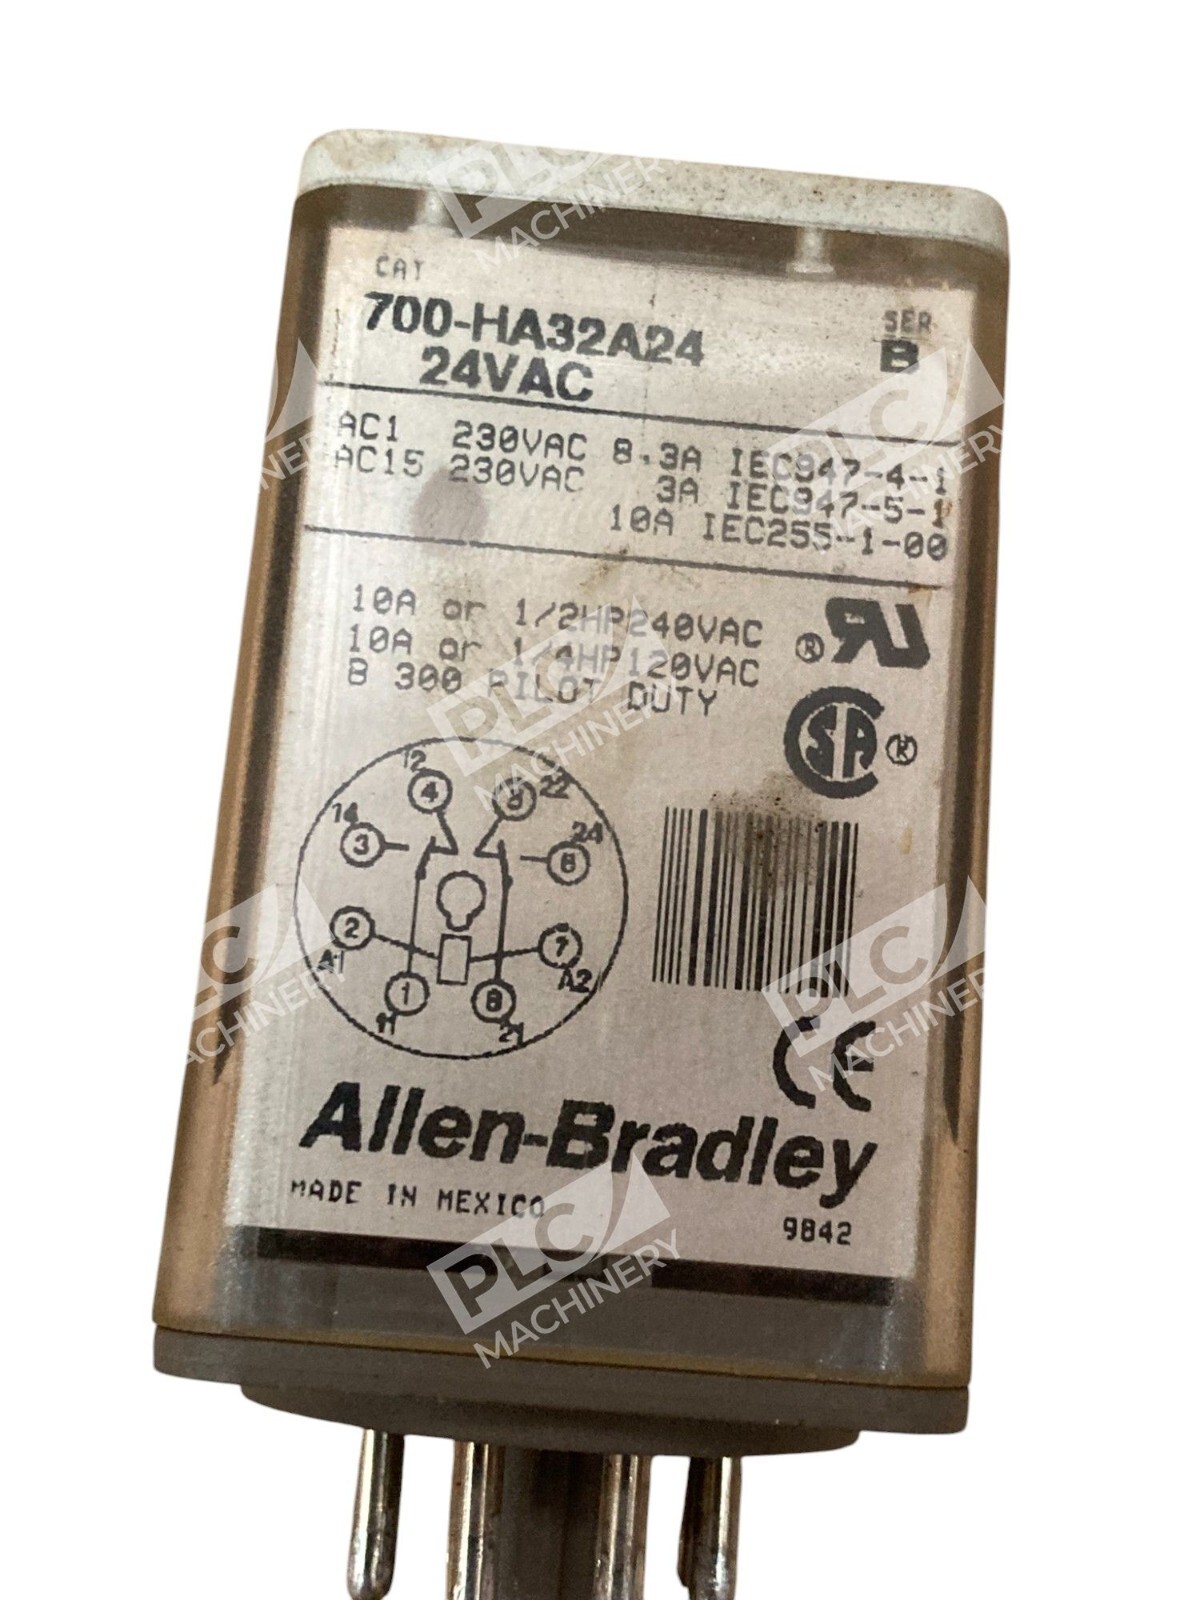 CAT
700-HA32A24
24VAC
SER
B
AC1 230VAC 8.3A IEC947-4-1
AC15 230VAC 3A IEC947-5-1
10A IEC255-1-00
10A or 1/2HP240VAC
10A or 1/4HP120VAC
B 300 PILOT DUTY
12
22
4
5
14
24
3
6
2
7
A1
A2
1
8
11
21
Allen-Bradley
MADE IN MEXICO
9842
PLC MACHINERY